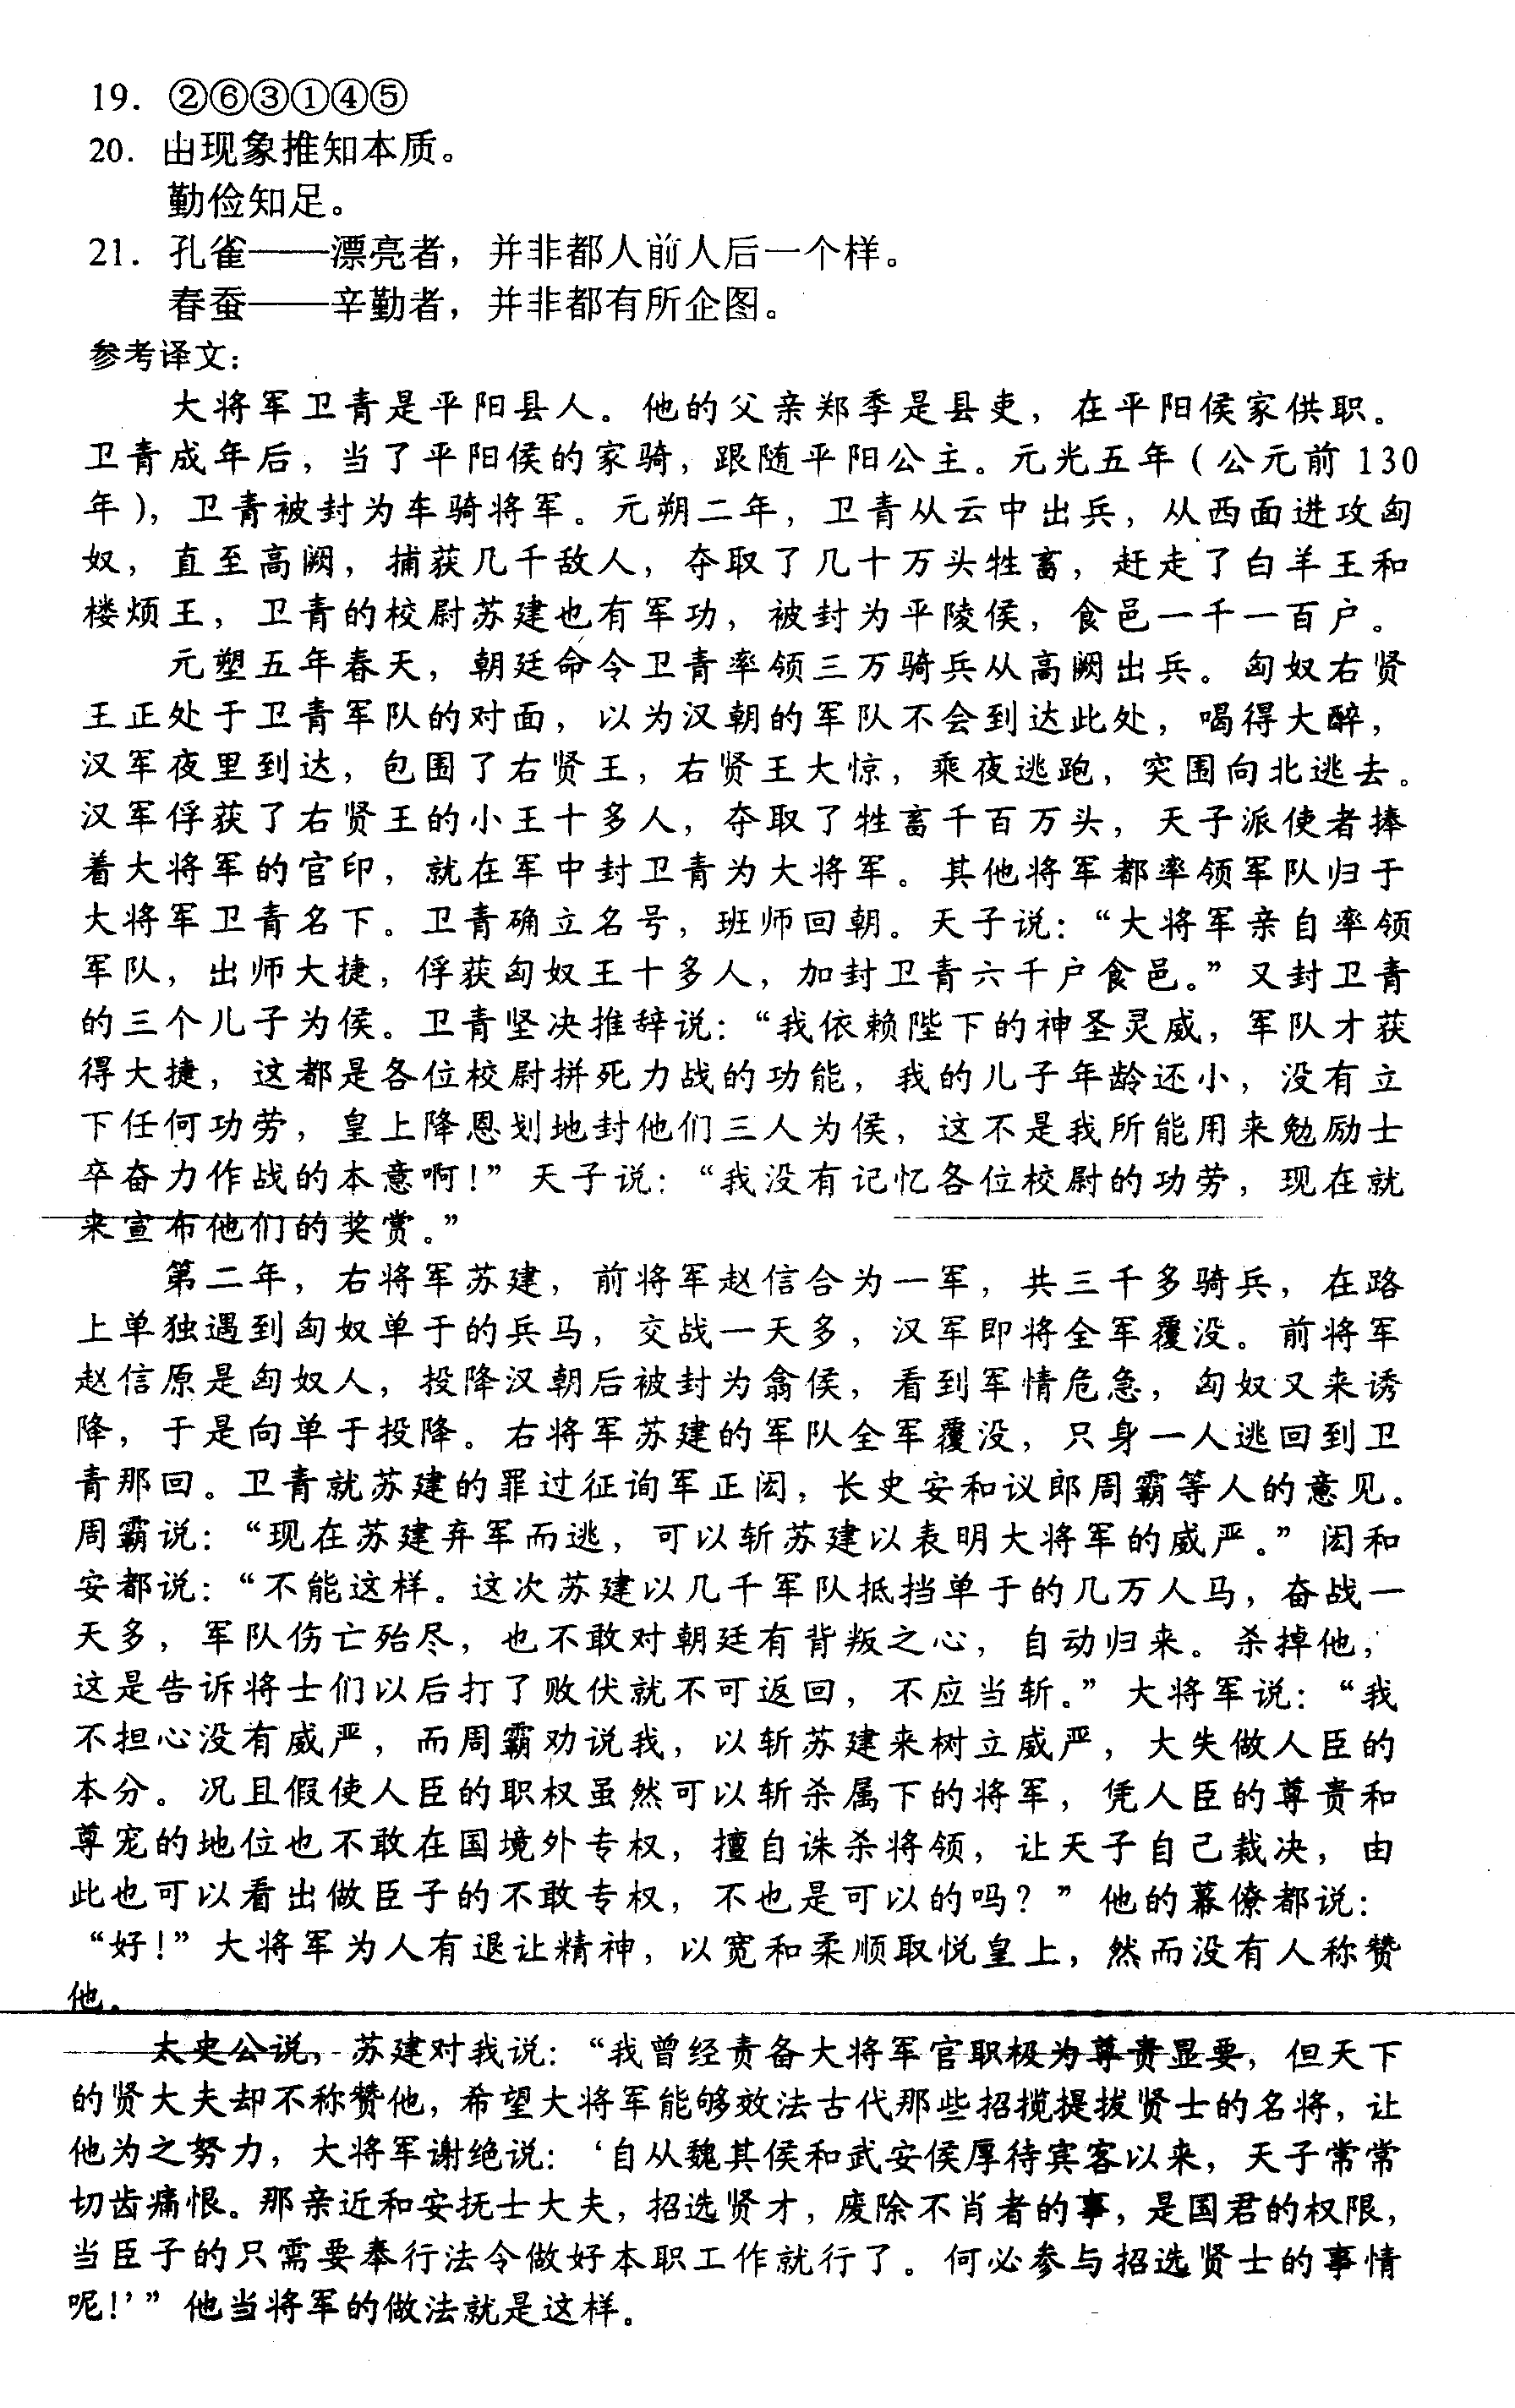 19. ②⑥③①④⑤
20. 由现象推知本质。
勤俭知足。
21. 孔雀——漂亮者，并非都人前人后一个样。
春蚕——辛勤者，并非都有所企图。
参考译文：
大将军卫青是平阳县人。他的父亲郑季是县吏，在平阳侯家供职。
卫青成年后，当了平阳侯的家骑，跟随平阳公主。元光五年(公元前130
年)，卫青被封为车骑将军。元朔二年，卫青从云中出兵，从西面进攻匈
奴，直至高阙，捕获几千敌人，夺取了几十万头牲畜，赶走了白羊王和
楼烦王，卫青的校尉苏建也有军功，被封为平陵侯，食邑一千一百户。
元塑五年春天，朝廷命令卫青率领三万骑兵从高阙出兵。匈奴右贤
王正处于卫青军队的对面，以为汉朝的军队不会到达此处，喝得大醉，
汉军夜里到达，包围了右贤王，右贤王大惊，乘夜逃跑，突围向北逃去。
汉军俘获了右贤王的小王十多人，夺取了牲畜千百万头，天子派使者捧
着大将军的官印，就在军中封卫青为大将军。其他将军都率领军队归于
大将军卫青名下。卫青确立名号，班师回朝。天子说：“大将军亲自率领
军队，出师大捷，俘获匈奴王十多人，加封卫青六千户食邑。”又封卫青
的三个儿子为侯。卫青坚决推辞说：“我依赖陛下的神圣灵威，军队才获
得大捷，这都是各位校尉拼死力战的功能，我的儿子年龄还小，没有立
下任何功劳，皇上降恩划地封他们三人为侯，这不是我所能用来勉励士
卒奋力作战的本意啊！”天子说：“我没有记忆各位校尉的功劳，现在就
来宣布他们的奖赏。”
第二年，右将军苏建，前将军赵信合为一军，共三千多骑兵，在路
上单独遇到匈奴单于的兵马，交战一天多，汉军即将全军覆没。前将军
赵信原是匈奴人，投降汉朝后被封为翕侯，看到军情危急，匈奴又来诱
降，于是向单于投降。右将军苏建的军队全军覆没，只身一人逃回到卫
青那回。卫青就苏建的罪过征询军正闳，长史安和议郎周霸等人的意见。
周霸说：“现在苏建弃军而逃，可以斩苏建以表明大将军的威严。”闳和
安都说：“不能这样。这次苏建以几千军队抵挡单于的几万人马，奋战一
天多，军队伤亡殆尽，也不敢对朝廷有背叛之心，自动归来。杀掉他，
这是告诉将士们以后打了败伏就不可返回，不应当斩。”大将军说：“我
不担心没有威严，而周霸劝说我，以斩苏建来树立威严，大失做人臣的
本分。况且假使人臣的职权虽然可以斩杀属下的将军，凭人臣的尊贵和
尊宠的地位也不敢在国境外专权，擅自诛杀将领，让天子自己裁决，由
此也可以看出做臣子的不敢专权，不也是可以的吗？”他的幕僚都说：
“好！”大将军为人有退让精神，以宽和柔顺取悦皇上，然而没有人称赞
他。
太史公说，苏建对我说：“我曾经责备大将军官职极为尊贵显要，但天下
的贤大夫却不称赞他，希望大将军能够效法古代那些招揽提拔贤士的名将，让
他为之努力，大将军谢绝说：‘自从魏其侯和武安侯厚待宾客以来，天子常常
切齿痛恨。那亲近和安抚士大夫，招选贤才，废除不肖者的事，是国君的权限，
当臣子的只需要奉行法令做好本职工作就行了。何必参与招选贤士的事情
呢！’”他当将军的做法就是这样。